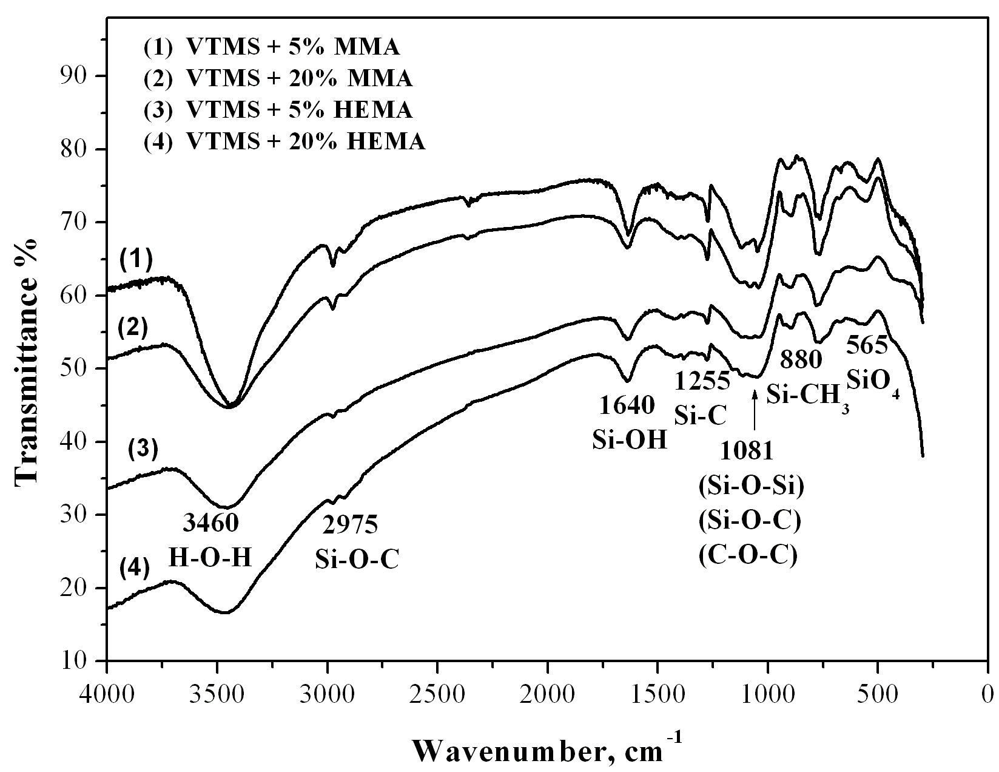 (1) VTMS + 5% MMA
(2) VTMS + 20% MMA
(3) VTMS + 5% HEMA
(4) VTMS + 20% HEMA
90
80
70
60
50
40
30
20
10
Transmittance %
(1)
(2)
(3)
(4)
3460
H-O-H
2975
Si-O-C
1640
Si-OH
1255
Si-C
1081
(Si-O-Si)
(Si-O-C)
(C-O-C)
880
Si-CH₃
565
SiO₄
4000 3500 3000 2500 2000 1500 1000 500 0
Wavenumber, cm⁻¹